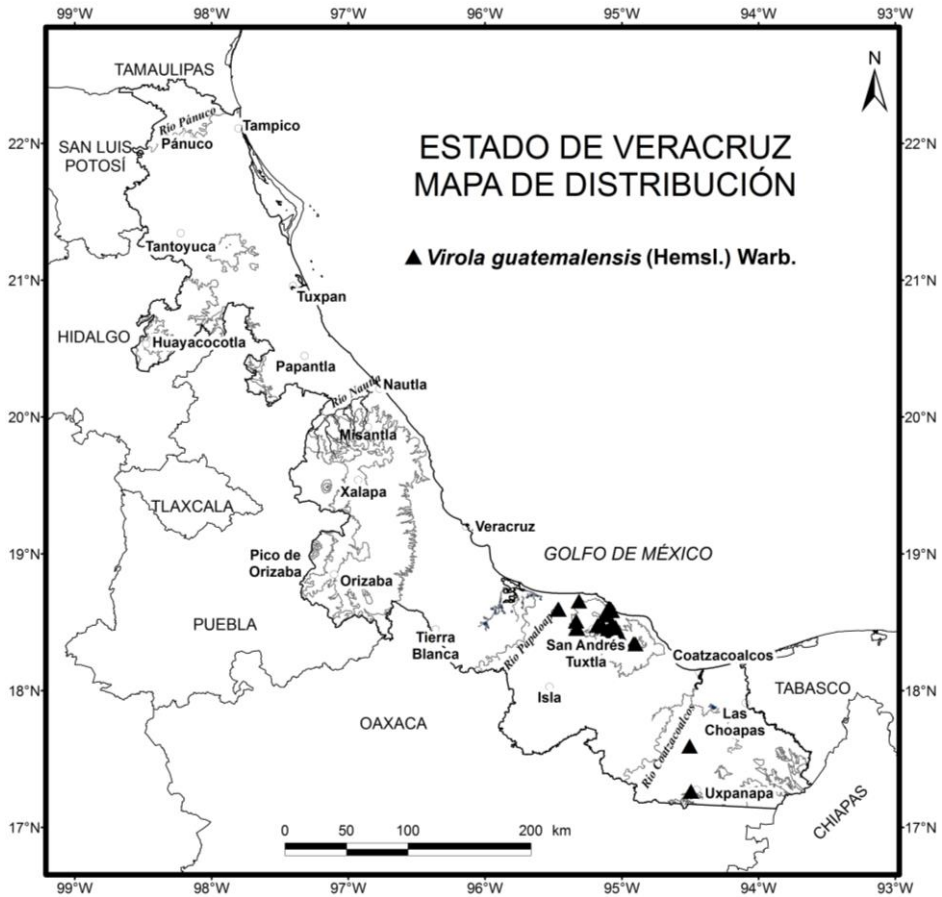 99°W 98°W 97°W 96°W 95°W 94°W 93°W
N
TAMAULIPAS
Río Pánuco
Tampico
22°N
Pánuco
22°N
SAN LUIS
POTOSÍ
ESTADO DE VERACRUZ
MAPA DE DISTRIBUCIÓN
Tantoyuca
▲ Virola guatemalensis (Hemsl.) Warb.
21°N
21°N
Tuxpan
HIDALGO
Huayacocotla
Papantla
Río Nautla
Nautla
20°N
20°N
Misantla
Xalapa
TLAXCALA
Veracruz
19°N
19°N
GOLFO DE MÉXICO
Pico de
Orizaba
Orizaba
PUEBLA
Tierra
Blanca
Río Papaloapan
San Andrés
Tuxtla
Coatzacoalcos
18°N
18°N
Isla
TABASCO
OAXACA
Las
Choapas
Río Coatzacoalcos
Uxpanapa
17°N
17°N
CHIAPAS
0 50 100 200 km
99°W 98°W 97°W 96°W 95°W 94°W 93°W